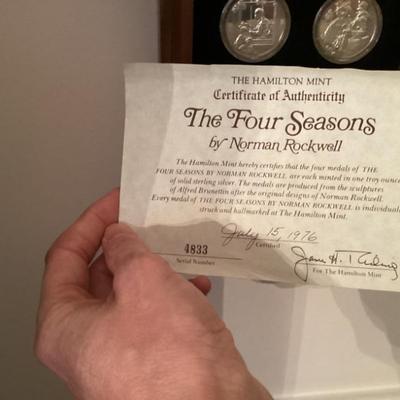 THE HAMILTON MINT
Certificate of Authenticity
The Four Seasons
by Norman Rockwell
The Hamilton Mint hereby certifies that the four medals of THE
FOUR SEASONS BY NORMAN ROCKWELL are each minted in one troy ounce
of solid sterling silver. The medals are produced from the sculptures
of Alfred Brunettin after the original designs of Norman Rockwell.
Every medal of THE FOUR SEASONS BY NORMAN ROCKWELL is individual
struck and hallmarked at The Hamilton Mint.
July 15, 1976
4833 Certified
Serial Number
For The Hamilton Mint